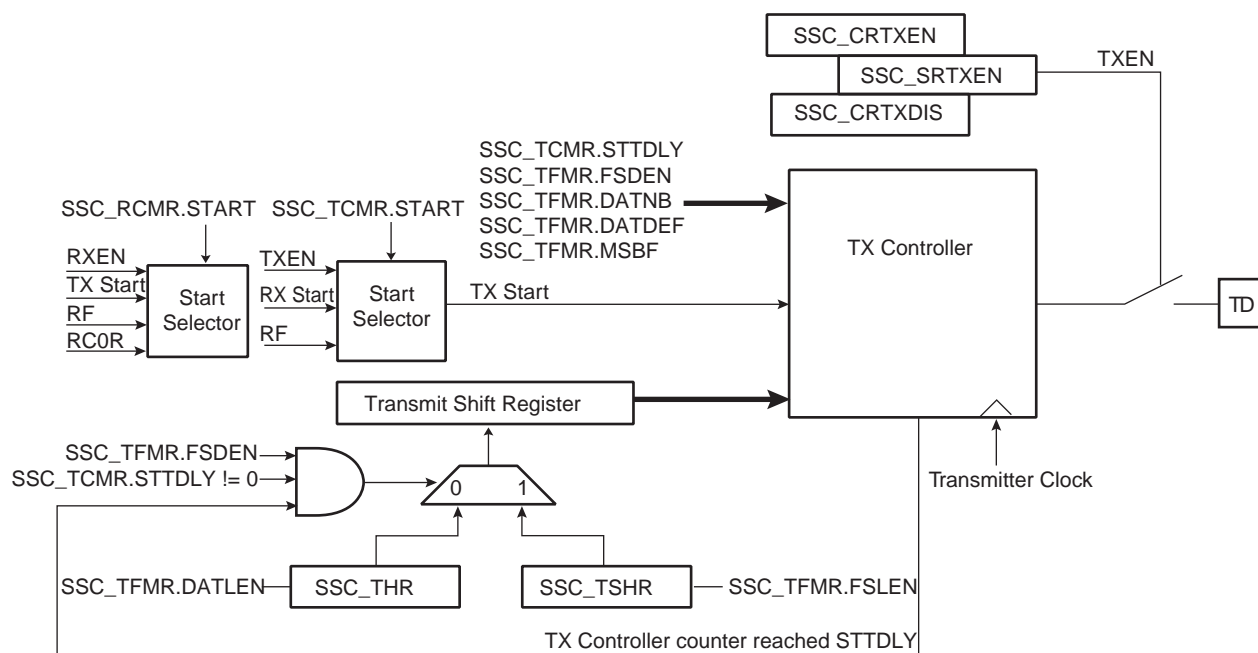 SSC_CRTXEN
SSC_SRTXEN
TXEN
SSC_CRTXDIS
SSC_TCMR.STTDLY
SSC_TFMR.FSDEN
SSC_TFMR.DATNB
SSC_TFMR.DATDEF
SSC_TFMR.MSBF
SSC_RCMR.START
SSC_TCMR.START
RXEN
TX Start
RF
RC0R
Start
Selector
TXEN
RX Start
RF
Start
Selector
TX Start
TX Controller
TD
Transmit Shift Register
SSC_TFMR.FSDEN
SSC_TCMR.STTDLY != 0
0
1
Transmitter Clock
SSC_TFMR.DATLEN
SSC_THR
SSC_TSHR
SSC_TFMR.FSLEN
TX Controller counter reached STTDLY